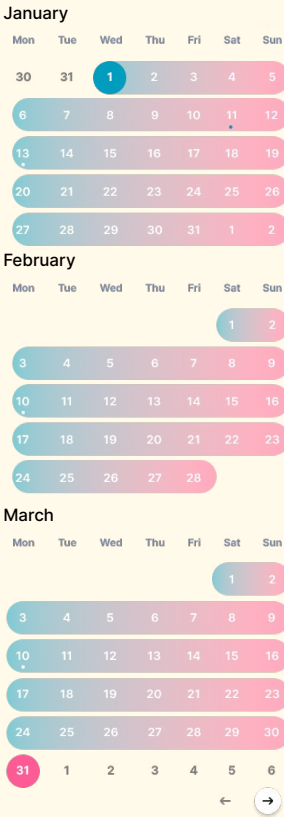 January
Mon Tue Wed Thu Fri Sat Sun
30 31 1 2 3 4 5
6 7 8 9 10 11 12
13 14 15 16 17 18 19
20 21 22 23 24 25 26
27 28 29 30 31 1 2
February
Mon Tue Wed Thu Fri Sat Sun
1 2
3 4 5 6 7 8 9
10 11 12 13 14 15 16
17 18 19 20 21 22 23
24 25 26 27 28
March
Mon Tue Wed Thu Fri Sat Sun
1 2
3 4 5 6 7 8 9
10 11 12 13 14 15 16
17 18 19 20 21 22 23
24 25 26 27 28 29 30
31 1 2 3 4 5 6